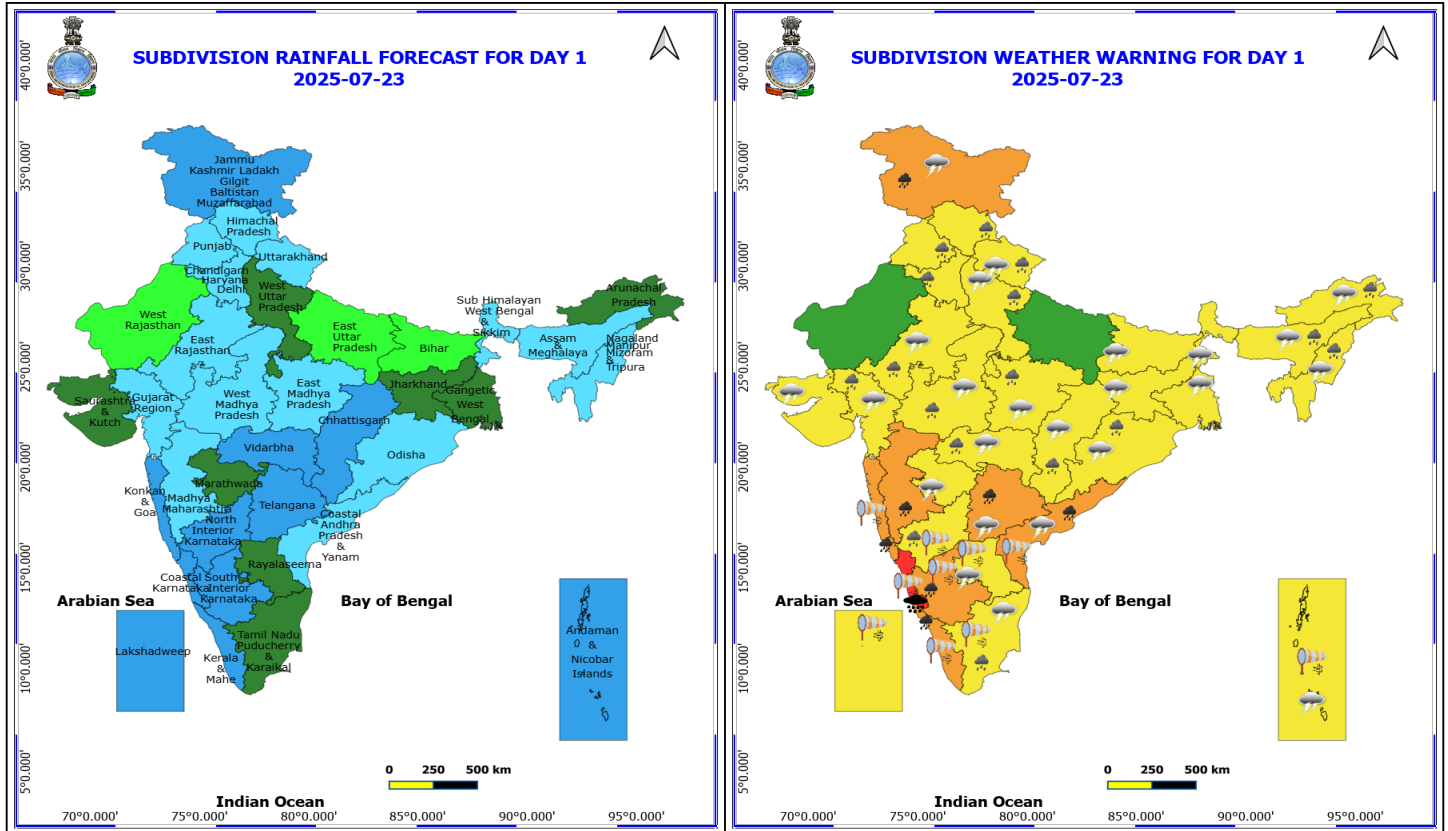 SUBDIVISION RAINFALL FORECAST FOR DAY 1
2025-07-23
40°0.000'
35°0.000'
30°0.000'
25°0.000'
20°0.000'
15°0.000'
10°0.000'
5°0.000'
Jammu
Kashmir Ladakh
Gilgit
Baltistan
Muzaffarabad
Himachal
Pradesh
Punjab
Uttarakhand
Chandigarh
Haryana
Delhi
West
Uttar
Pradesh
West
Rajasthan
East
Rajasthan
East
Uttar
Pradesh
Bihar
Sub Himalayan
West Bengal
&
Sikkim
Arunachal
Pradesh
Assam
&
Meghalaya
Nagaland
Manipur
Mizoram
&
Tripura
Saurashtra
&
Kutch
Gujarat
Region
West
Madhya
Pradesh
East
Madhya
Pradesh
Jharkhand
Gangetic
West
Bengal
Chhattisgarh
Vidarbha
Odisha
Marathwada
Konkan
&
Goa
Madhya
Maharashtra
North
Interior
Karnataka
Telangana
Coastal
Andhra
Pradesh
&
Yanam
Rayalaseema
Coastal
Karnataka
South
Interior
Karnataka
Arabian Sea
Bay of Bengal
Lakshadweep
Kerala
&
Mahe
Tamil Nadu
Puducherry
&
Karaikal
Andaman
&
Nicobar
Islands
0 250 500 km
Indian Ocean
70°0.000' 75°0.000' 80°0.000' 85°0.000' 90°0.000' 95°0.000'
SUBDIVISION WEATHER WARNING FOR DAY 1
2025-07-23
40°0.000'
35°0.000'
30°0.000'
25°0.000'
20°0.000'
15°0.000'
10°0.000'
5°0.000'
Arabian Sea
Bay of Bengal
0 250 500 km
Indian Ocean
70°0.000' 75°0.000' 80°0.000' 85°0.000' 90°0.000' 95°0.000'